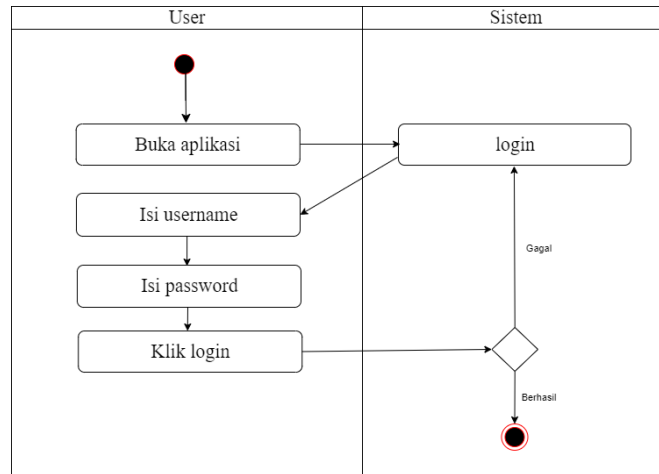 User
Sistem
Buka aplikasi
login
Isi username
Isi password
Klik login
Gagal
Berhasil